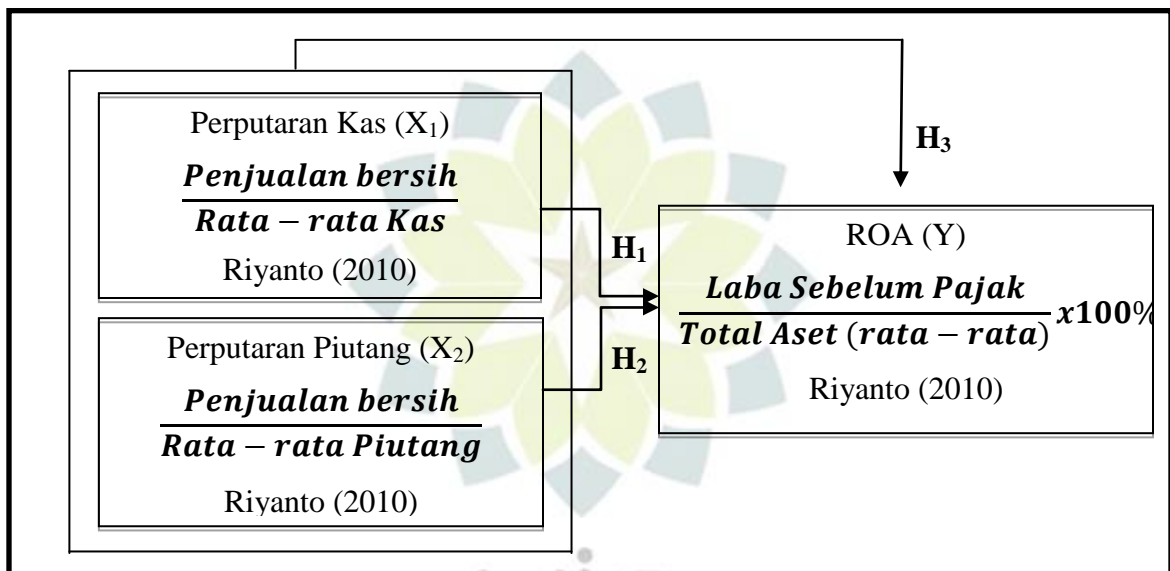 Perputaran Kas (X₁)
Penjualan bersih
Rata − rata Kas
Riyanto (2010)
Perputaran Piutang (X₂)
Penjualan bersih
Rata − rata Piutang
Riyanto (2010)
H₁
H₂
H₃
ROA (Y)
Laba Sebelum Pajak
Total Aset (rata − rata) x100%
Riyanto (2010)